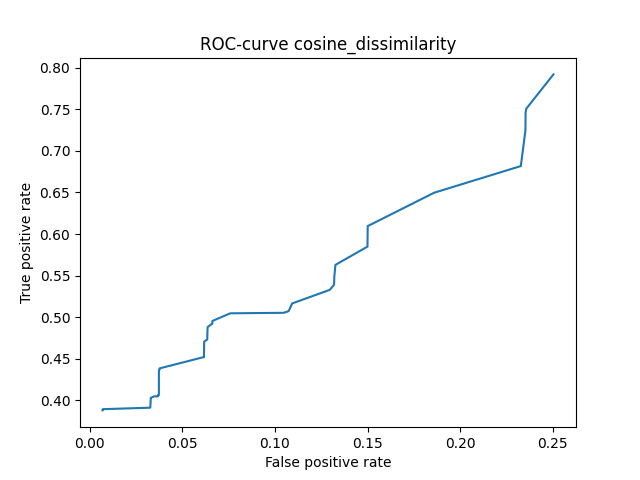 ROC-curve cosine_dissimilarity
True positive rate
0.80
0.75
0.70
0.65
0.60
0.55
0.50
0.45
0.40
0.00 0.05 0.10 0.15 0.20 0.25
False positive rate